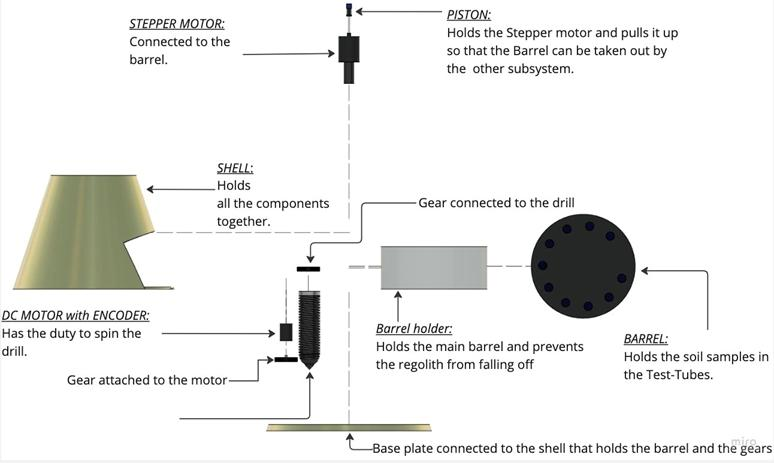 STEPPER MOTOR:
Connected to the
barrel.
PISTON:
Holds the Stepper motor and pulls it up
so that the Barrel can be taken out by
the other subsystem.
SHELL:
Holds
all the components
together.
Gear connected to the drill
DC MOTOR with ENCODER:
Has the duty to spin the
drill.
Gear attached to the motor
Barrel holder:
Holds the main barrel and prevents
the regolith from falling off
BARREL:
Holds the soil samples in
the Test-Tubes.
Base plate connected to the shell that holds the barrel and the gears
miro